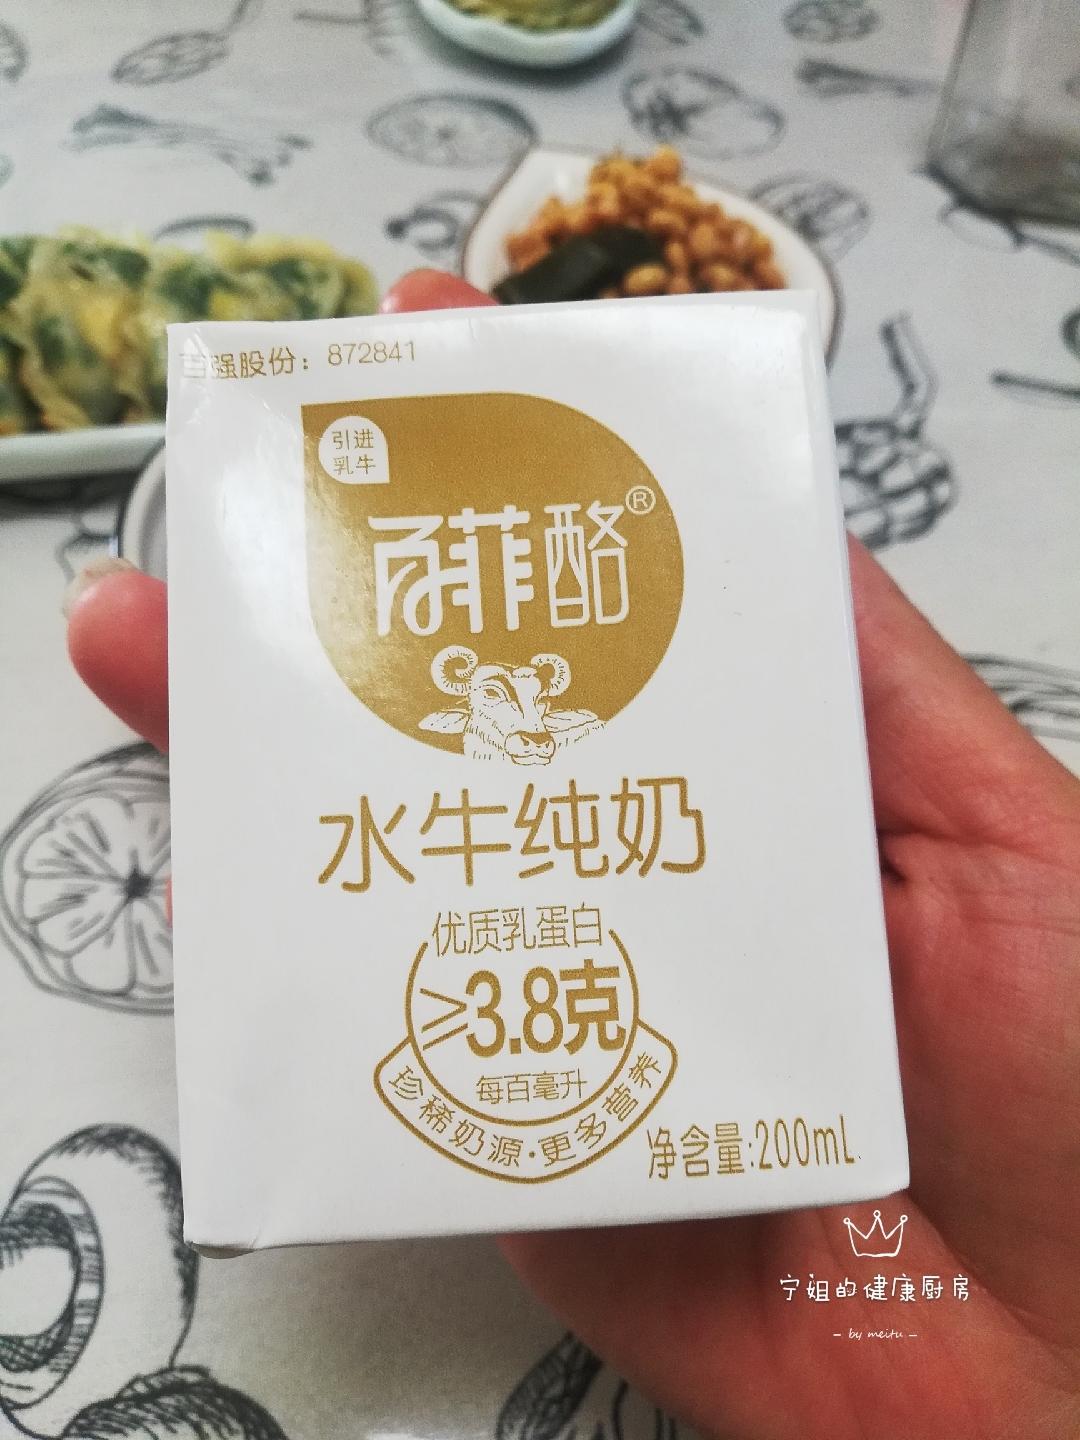 百强股份：872841
引进
乳牛
百菲酪®
水牛纯奶
优质乳蛋白
≥3.8克
每百毫升
珍稀奶源·更多营养
净含量:200mL
宁姐的健康厨房
- by meitu -